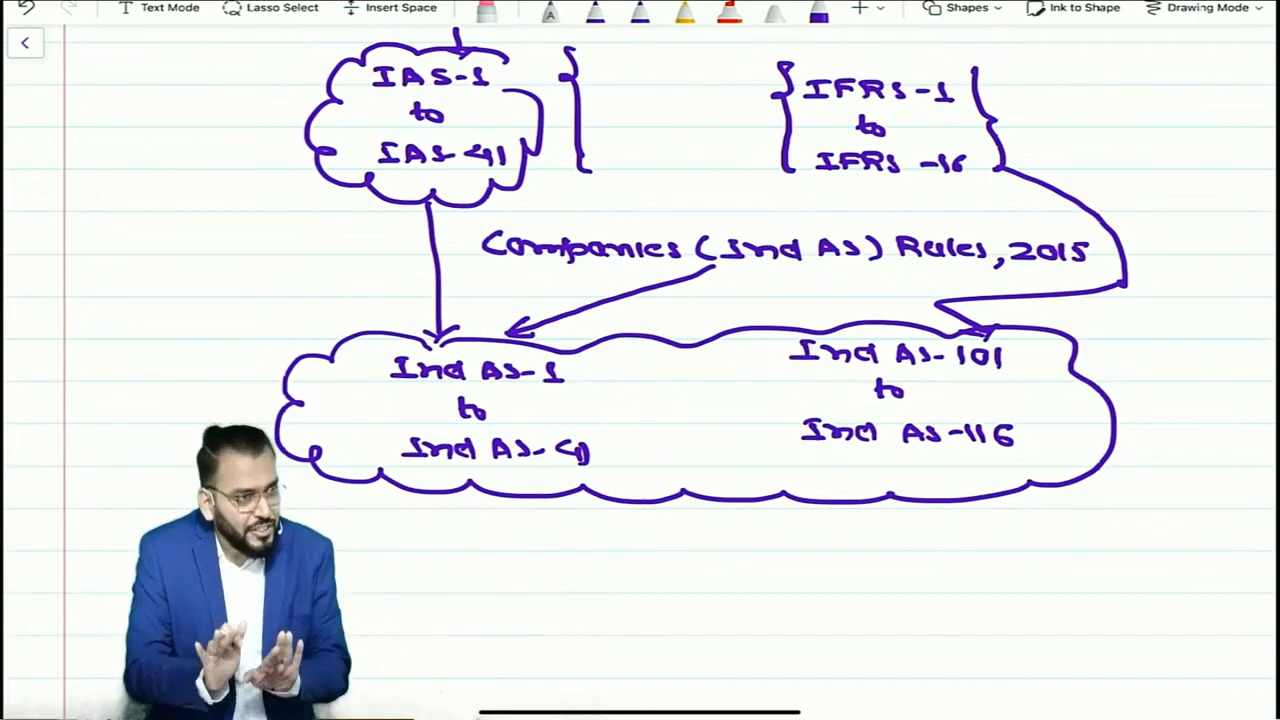 Text Mode Lasso Select Insert Space Shapes Ink to Shape Drawing Mode
IAS-1
to
IAS-41
IFRS-1
to
IFRS-16
Companies (Ind AS) Rules, 2015
Ind AS-1
to
Ind AS-41
Ind AS-101
to
Ind AS-116